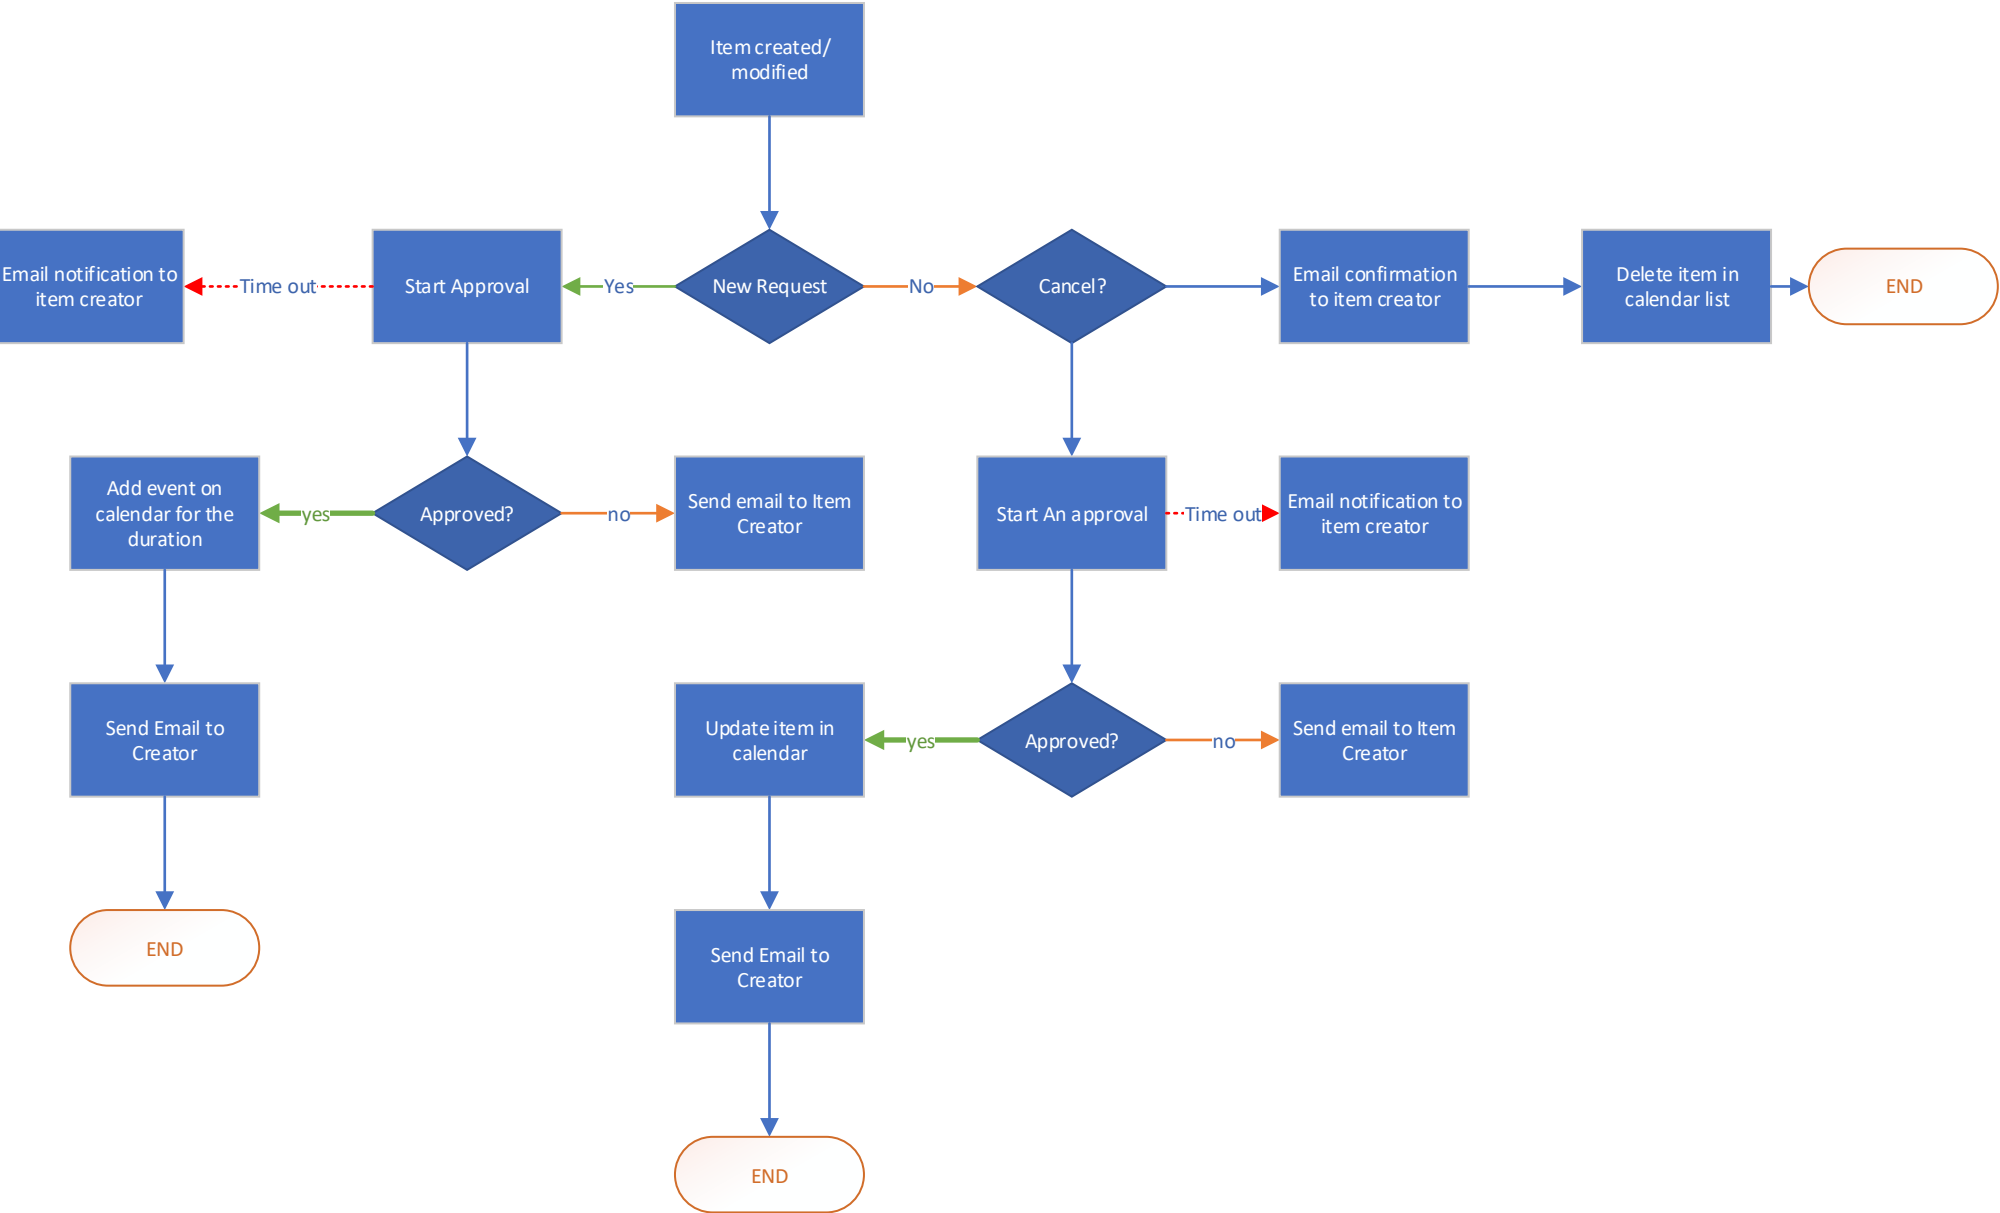 Item created/
modified
Email notification to
item creator
Time out
Start Approval
Yes
New Request
No
Cancel?
Email confirmation
to item creator
Delete item in
calendar list
END
Add event on
calendar for the
duration
yes
Approved?
no
Send email to Item
Creator
Start An approval
Time out
Email notification to
item creator
Send Email to
Creator
Update item in
calendar
yes
Approved?
no
Send email to Item
Creator
END
Send Email to
Creator
END